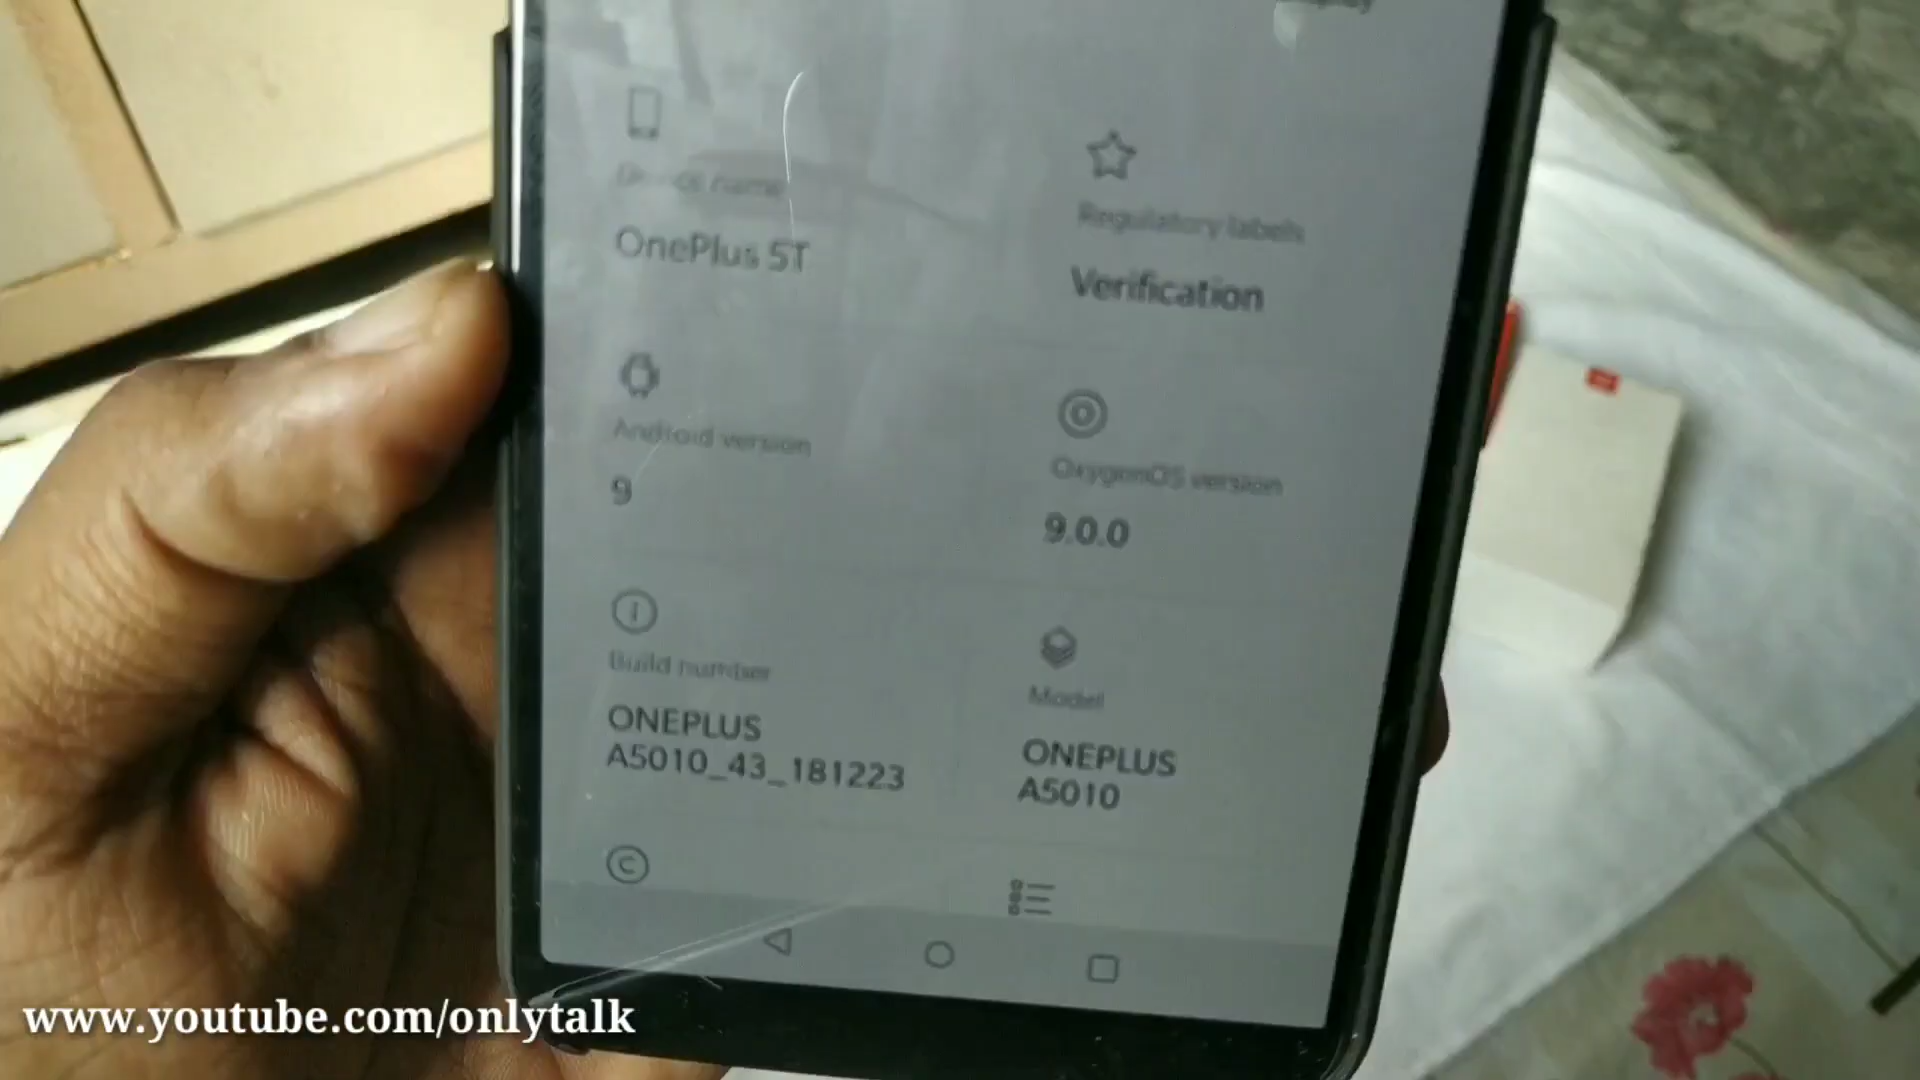 Device name
OnePlus 5T
Regulatory labels
Verification
Android version
9
OxygenOS version
9.0.0
Build number
ONEPLUS
A5010_43_181223
Model
ONEPLUS
A5010
www.youtube.com/onlytalk